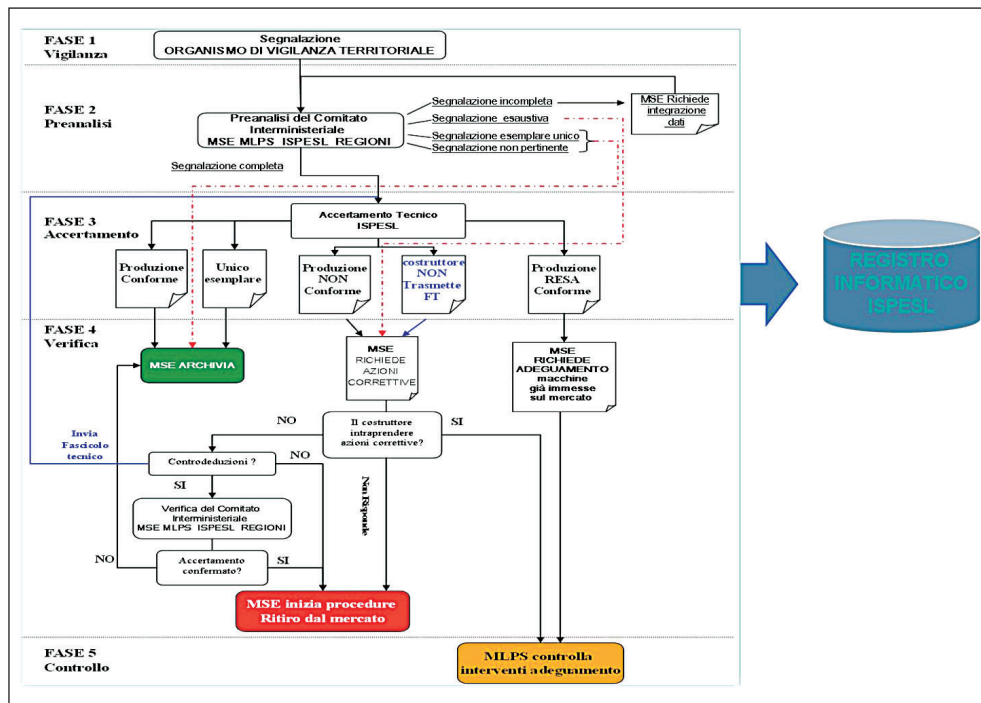 FASE 1
Vigilanza
Segnalazione
ORGANISMO DI VIGILANZA TERRITORIALE
FASE 2
Preanalisi
Preanalisi del Comitato
Interministeriale
MSE MLPS ISPESL REGIONI
Segnalazione incompleta
Segnalazione esaustiva
Segnalazione esemplare unico
Segnalazione non pertinente
MSE Richiede
integrazione
dati
Segnalazione completa
FASE 3
Accertamento
Accertamento Tecnico
ISPESL
Produzione
Conforme
Unico
esemplare
Produzione
NON
Conforme
costruttore
NON
Trasmette
FT
Produzione
RESA
Conforme
REGISTRO
INFORMATICO
ISPESL
FASE 4
Verifica
MSE ARCHIVIA
MSE
RICHIEDE
AZIONI
CORRETTIVE
MSE
RICHIEDE
ADEGUAMENTO
macchine
già immesse
sul mercato
NO
Il costruttore
intraprendere
azioni correttive?
SI
Invia
Fascicolo
tecnico
Controdeduzioni ?
NO
SI
Non Risponde
Verifica del Comitato
Interministeriale
MSE MLPS ISPESL REGIONI
NO
Accertamento
confermato?
SI
MSE inizia procedure
Ritiro dal mercato
FASE 5
Controllo
MLPS controlla
interventi adeguamento